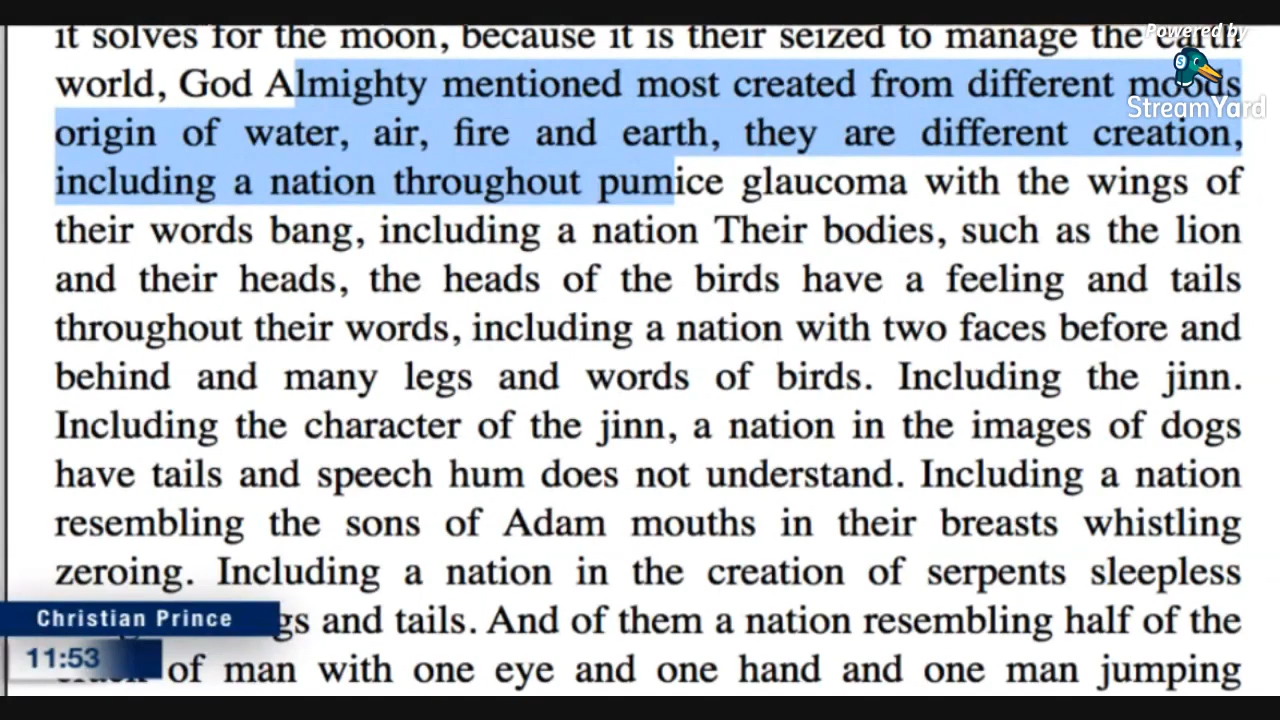 it solves for the moon, because it is their seized to manage the earth
world, God Almighty mentioned most created from different moods
origin of water, air, fire and earth, they are different creation,
including a nation throughout pumice glaucoma with the wings of
their words bang, including a nation Their bodies, such as the lion
and their heads, the heads of the birds have a feeling and tails
throughout their words, including a nation with two faces before and
behind and many legs and words of birds. Including the jinn.
Including the character of the jinn, a nation in the images of dogs
have tails and speech hum does not understand. Including a nation
resembling the sons of Adam mouths in their breasts whistling
zeroing. Including a nation in the creation of serpents sleepless
gs and tails. And of them a nation resembling half of the
of man with one eye and one hand and one man jumping
Powered by
StreamYard
Christian Prince
11:53